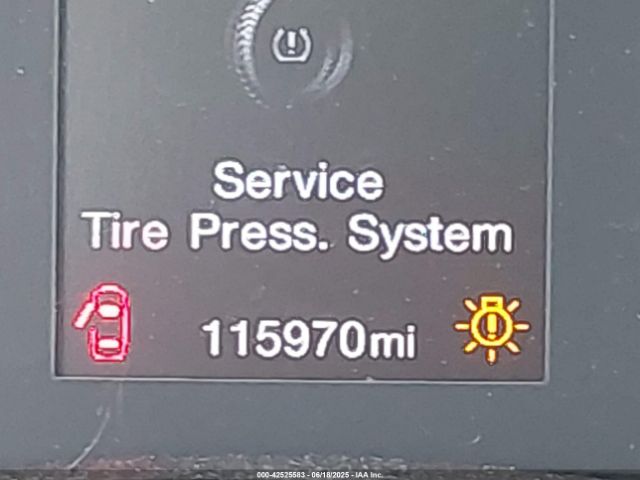 Service
Tire Press. System
115970mi
000-42525583 - 06/18/2025 - IAA Inc.